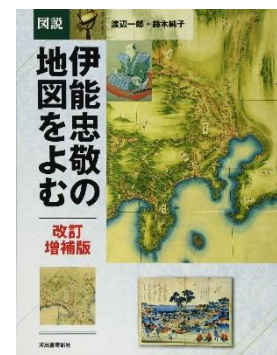 図説
渡辺一郎・鈴木純子
伊能忠敬の
地図をよむ
改訂
増補版
河出書房新社